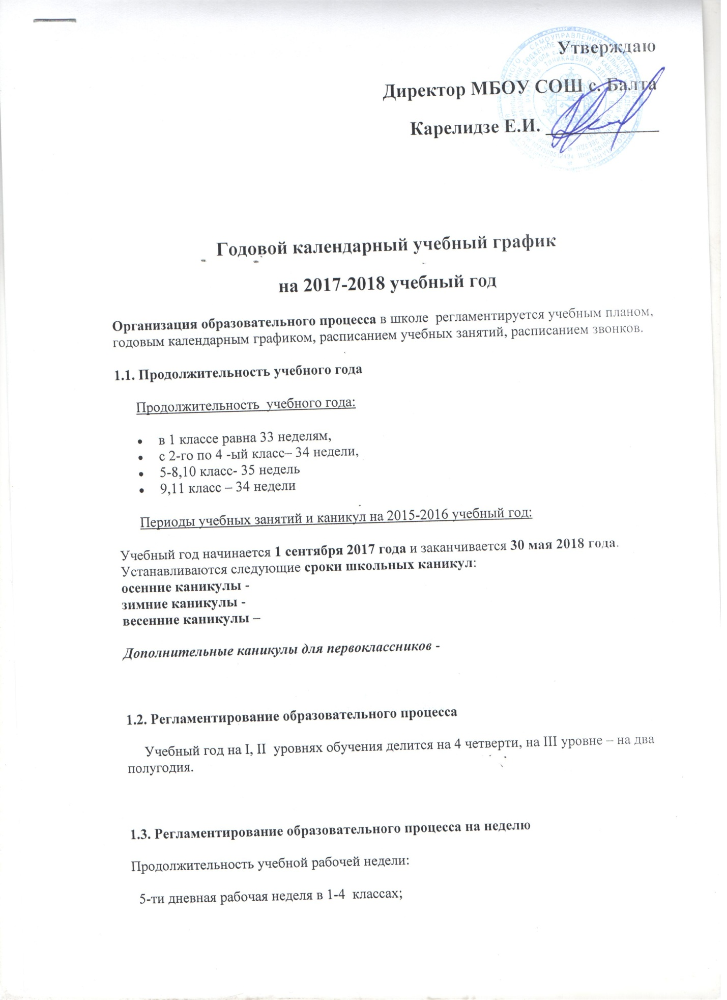 Утверждаю
Директор МБОУ СОШ с. Балта
Карелидзе Е.И. ____________
Годовой календарный учебный график
на 2017-2018 учебный год
Организация образовательного процесса в школе регламентируется учебным планом,
годовым календарным графиком, расписанием учебных занятий, расписанием звонков.
1.1. Продолжительность учебного года
Продолжительность учебного года:
• в 1 классе равна 33 неделям,
• с 2-го по 4 -ый класс– 34 недели,
• 5-8,10 класс- 35 недель
• 9,11 класс – 34 недели
Периоды учебных занятий и каникул на 2015-2016 учебный год:
Учебный год начинается 1 сентября 2017 года и заканчивается 30 мая 2018 года.
Устанавливаются следующие сроки школьных каникул:
осенние каникулы -
зимние каникулы -
весенние каникулы –
Дополнительные каникулы для первоклассников -
1.2. Регламентирование образовательного процесса
Учебный год на I, II уровнях обучения делится на 4 четверти, на III уровне – на два
полугодия.
1.3. Регламентирование образовательного процесса на неделю
Продолжительность учебной рабочей недели:
5-ти дневная рабочая неделя в 1-4 классах;